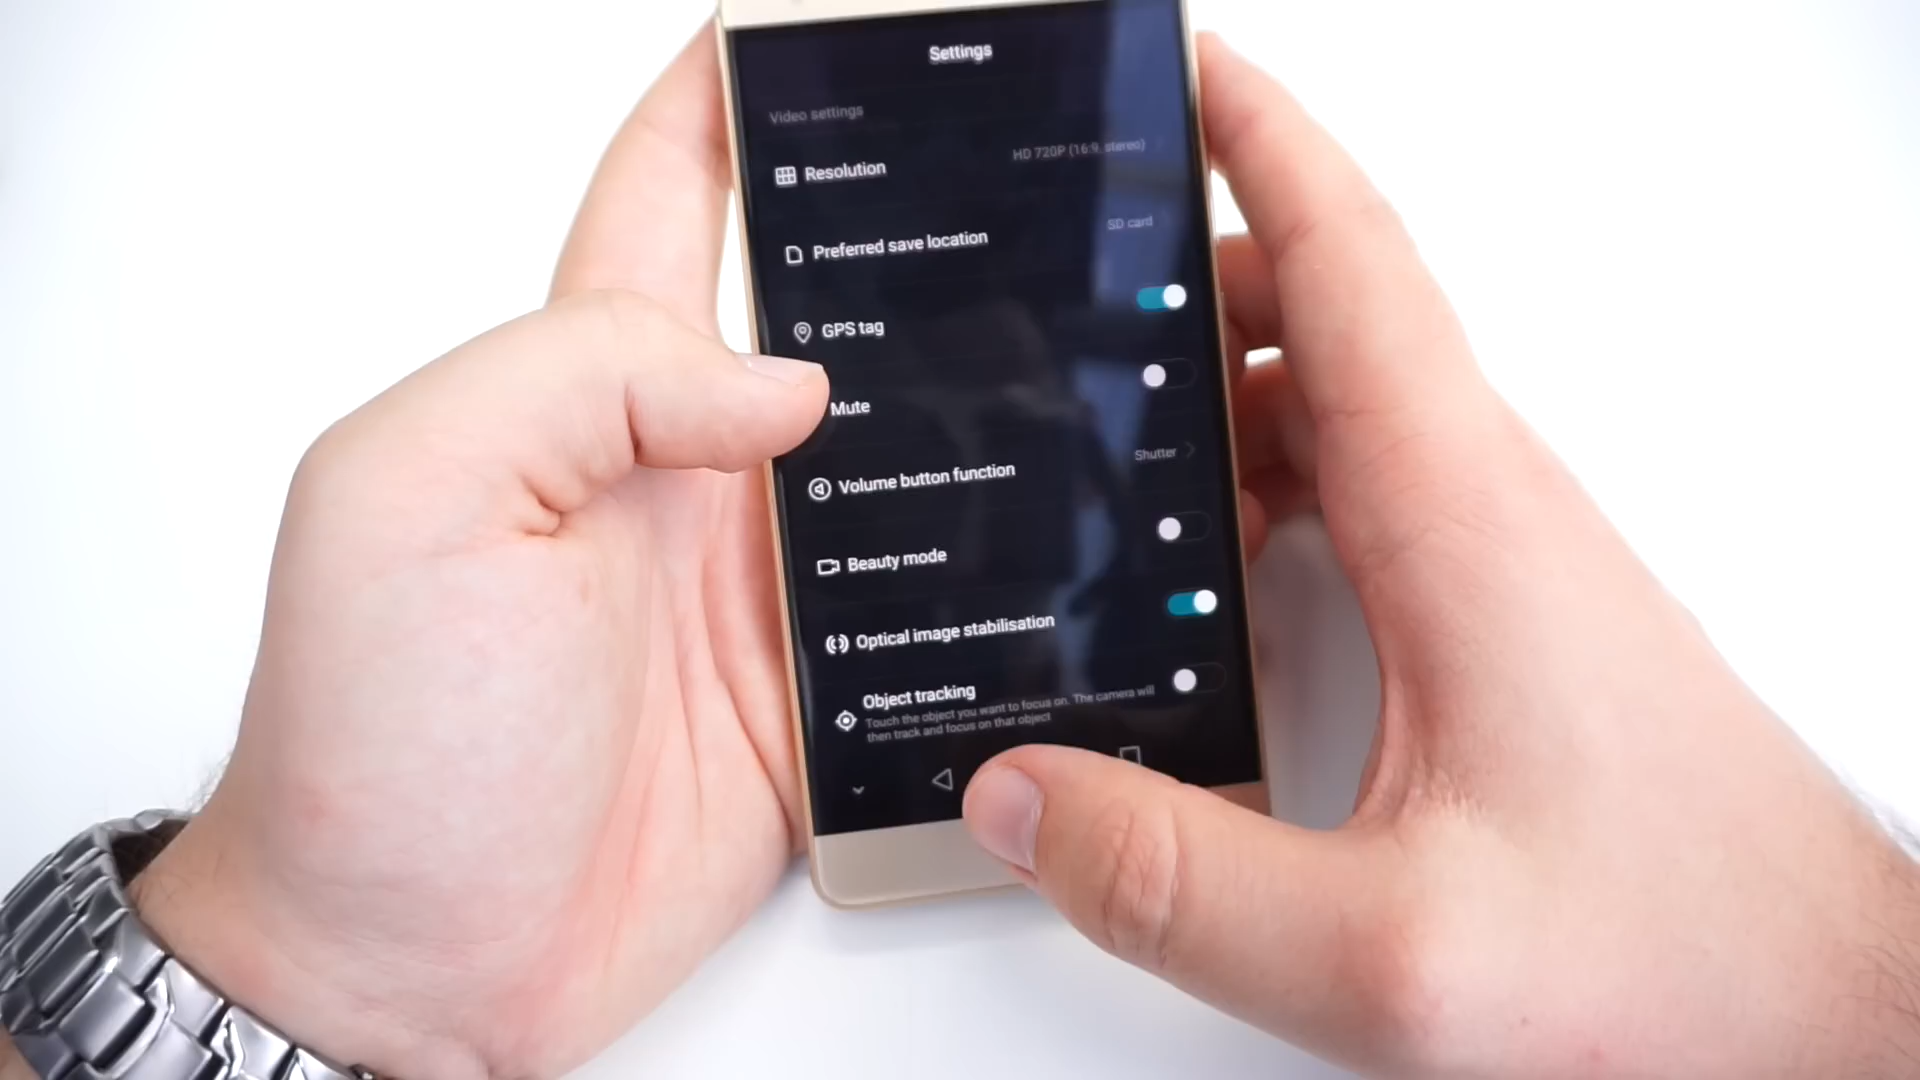 Settings
Video settings
Resolution HD 720P (16:9, stereo)
Preferred save location SD card
GPS tag
Mute
Volume button function Shutter
Beauty mode
Optical image stabilisation
Object tracking
Touch the object you want to focus on. The camera will
then track and focus on that object